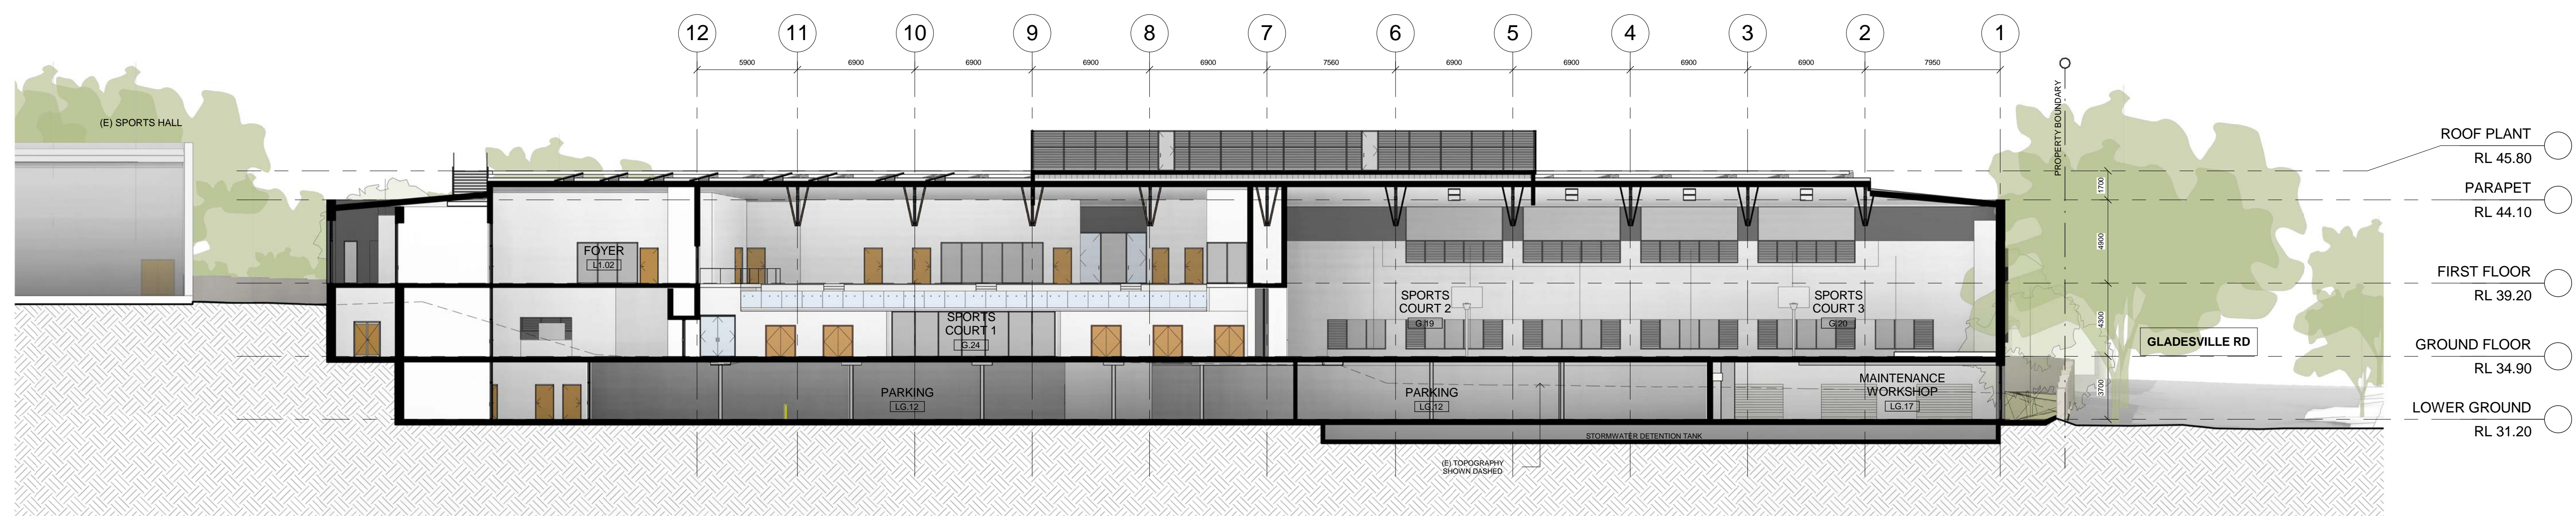 12
11
10
9
8
7
6
5
4
3
2
1
5900
6900
6900
6900
6900
7560
6900
6900
6900
6900
7950
PROPERTY BOUNDARY
(E) SPORTS HALL
ROOF PLANT
RL 45.80
1700
PARAPET
RL 44.10
4900
FIRST FLOOR
RL 39.20
4300
GROUND FLOOR
RL 34.90
3700
LOWER GROUND
RL 31.20
GLADESVILLE RD
FOYER
L1.02
SPORTS
COURT 1
G.24
SPORTS
COURT 2
G.19
SPORTS
COURT 3
G.20
PARKING
LG.12
PARKING
LG.12
MAINTENANCE
WORKSHOP
LG.17
STORMWATER DETENTION TANK
(E) TOPOGRAPHY
SHOWN DASHED